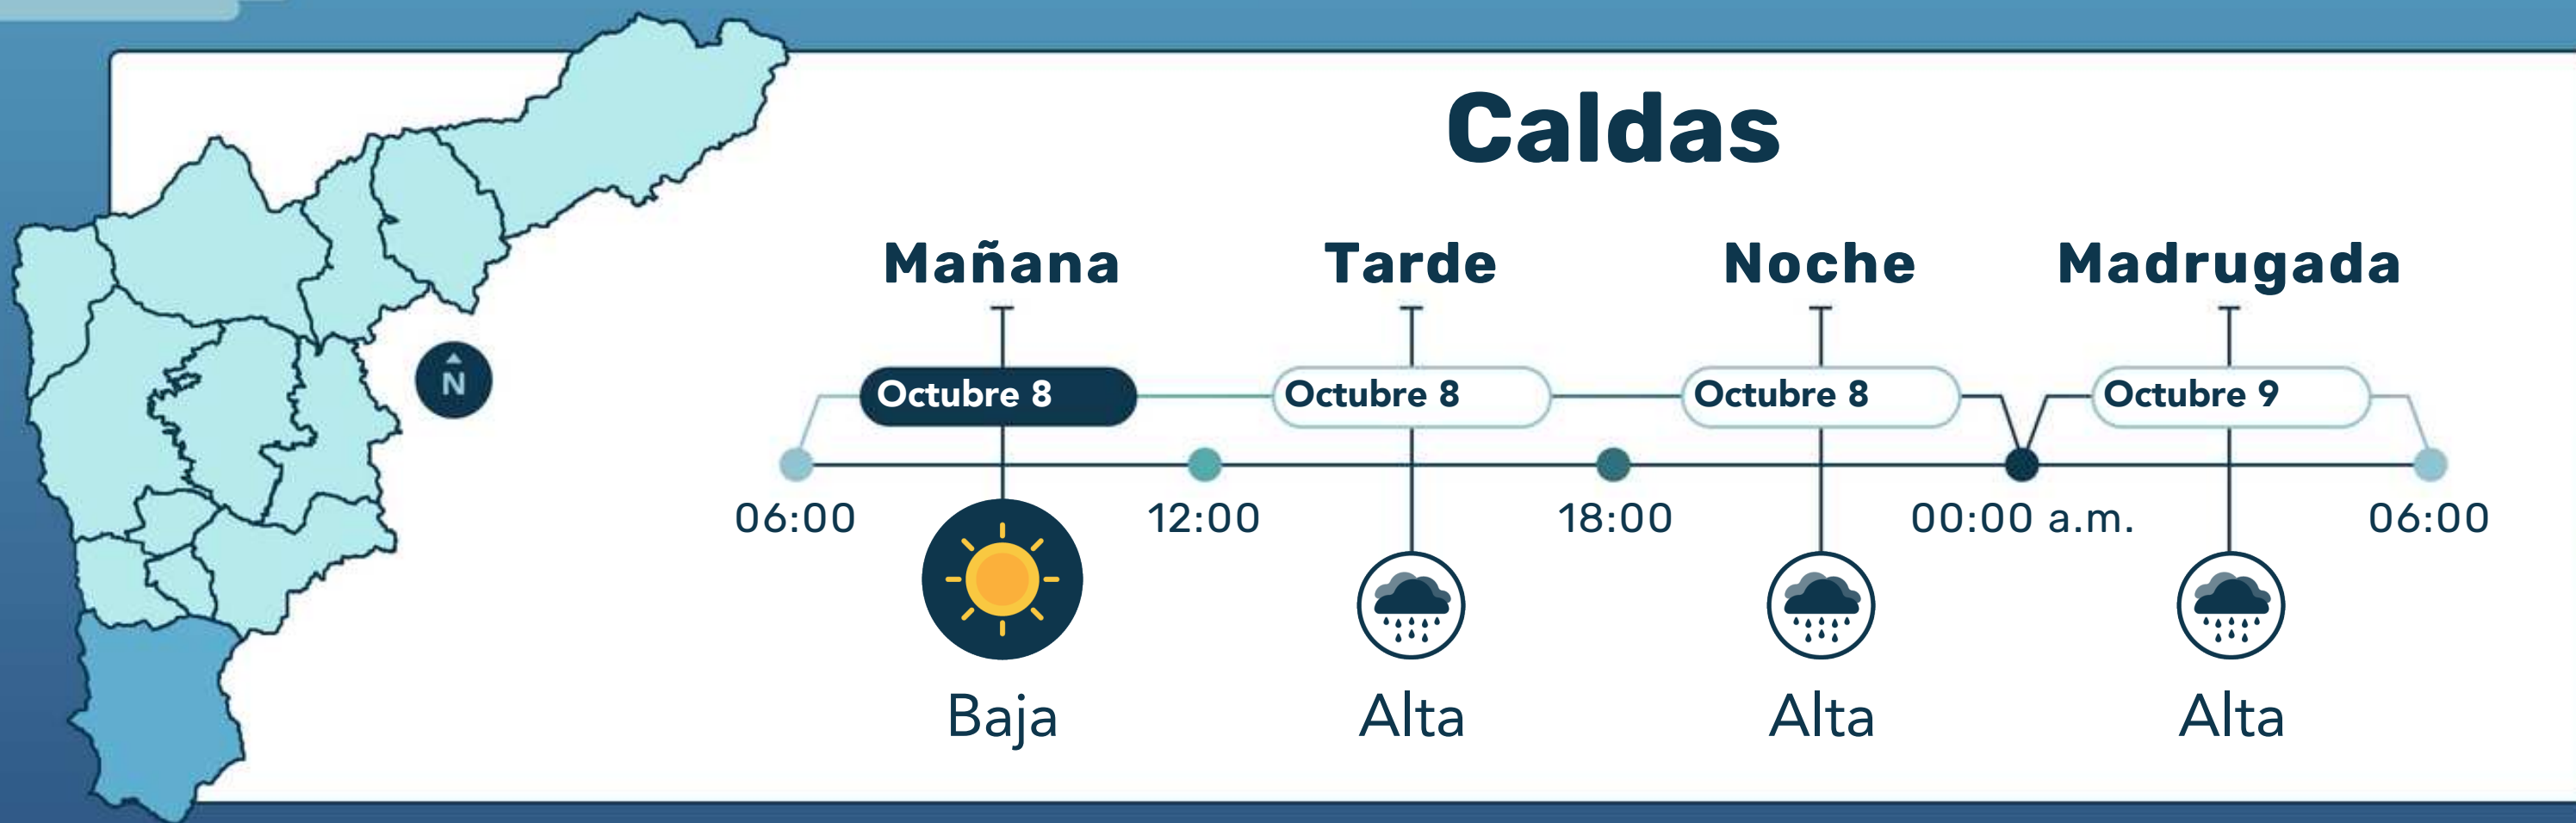 Caldas
Mañana Tarde Noche Madrugada
N
Octubre 8 Octubre 8 Octubre 8 Octubre 9
06:00 12:00 18:00 00:00 a.m. 06:00
Baja Alta Alta Alta